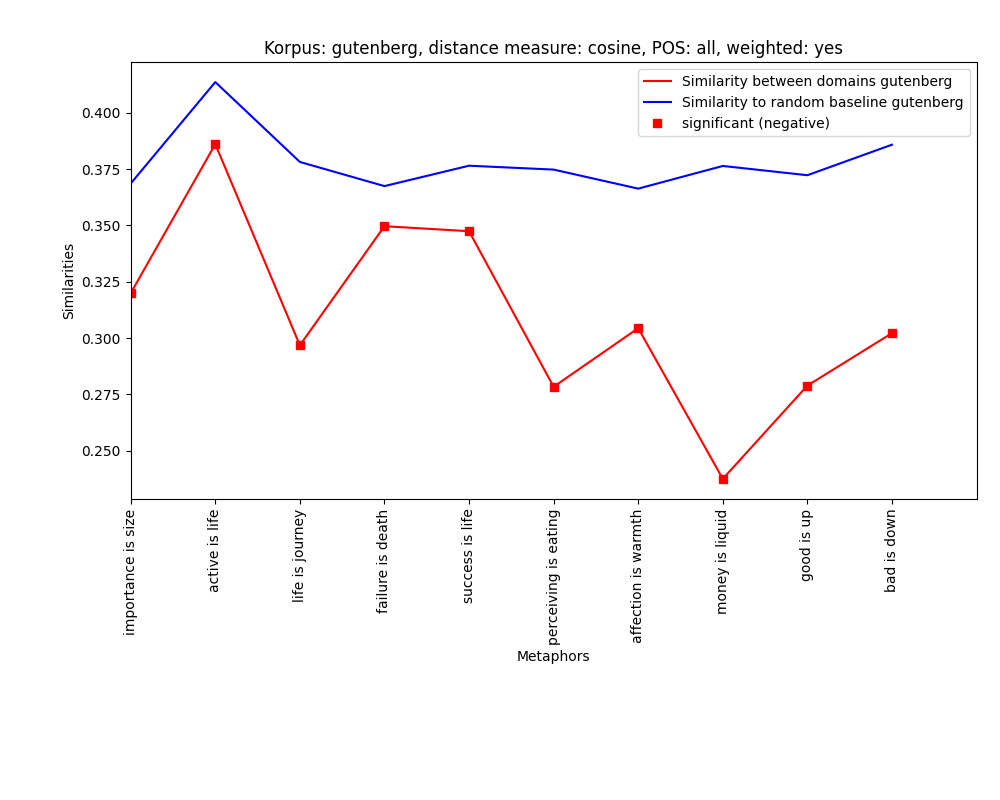 Korpus: gutenberg, distance measure: cosine, POS: all, weighted: yes
Similarity between domains gutenberg
Similarity to random baseline gutenberg
significant (negative)
0.400
0.375
0.350
0.325
0.300
0.275
0.250
Similarities
importance is size
active is life
life is journey
failure is death
success is life
perceiving is eating
affection is warmth
money is liquid
good is up
bad is down
Metaphors